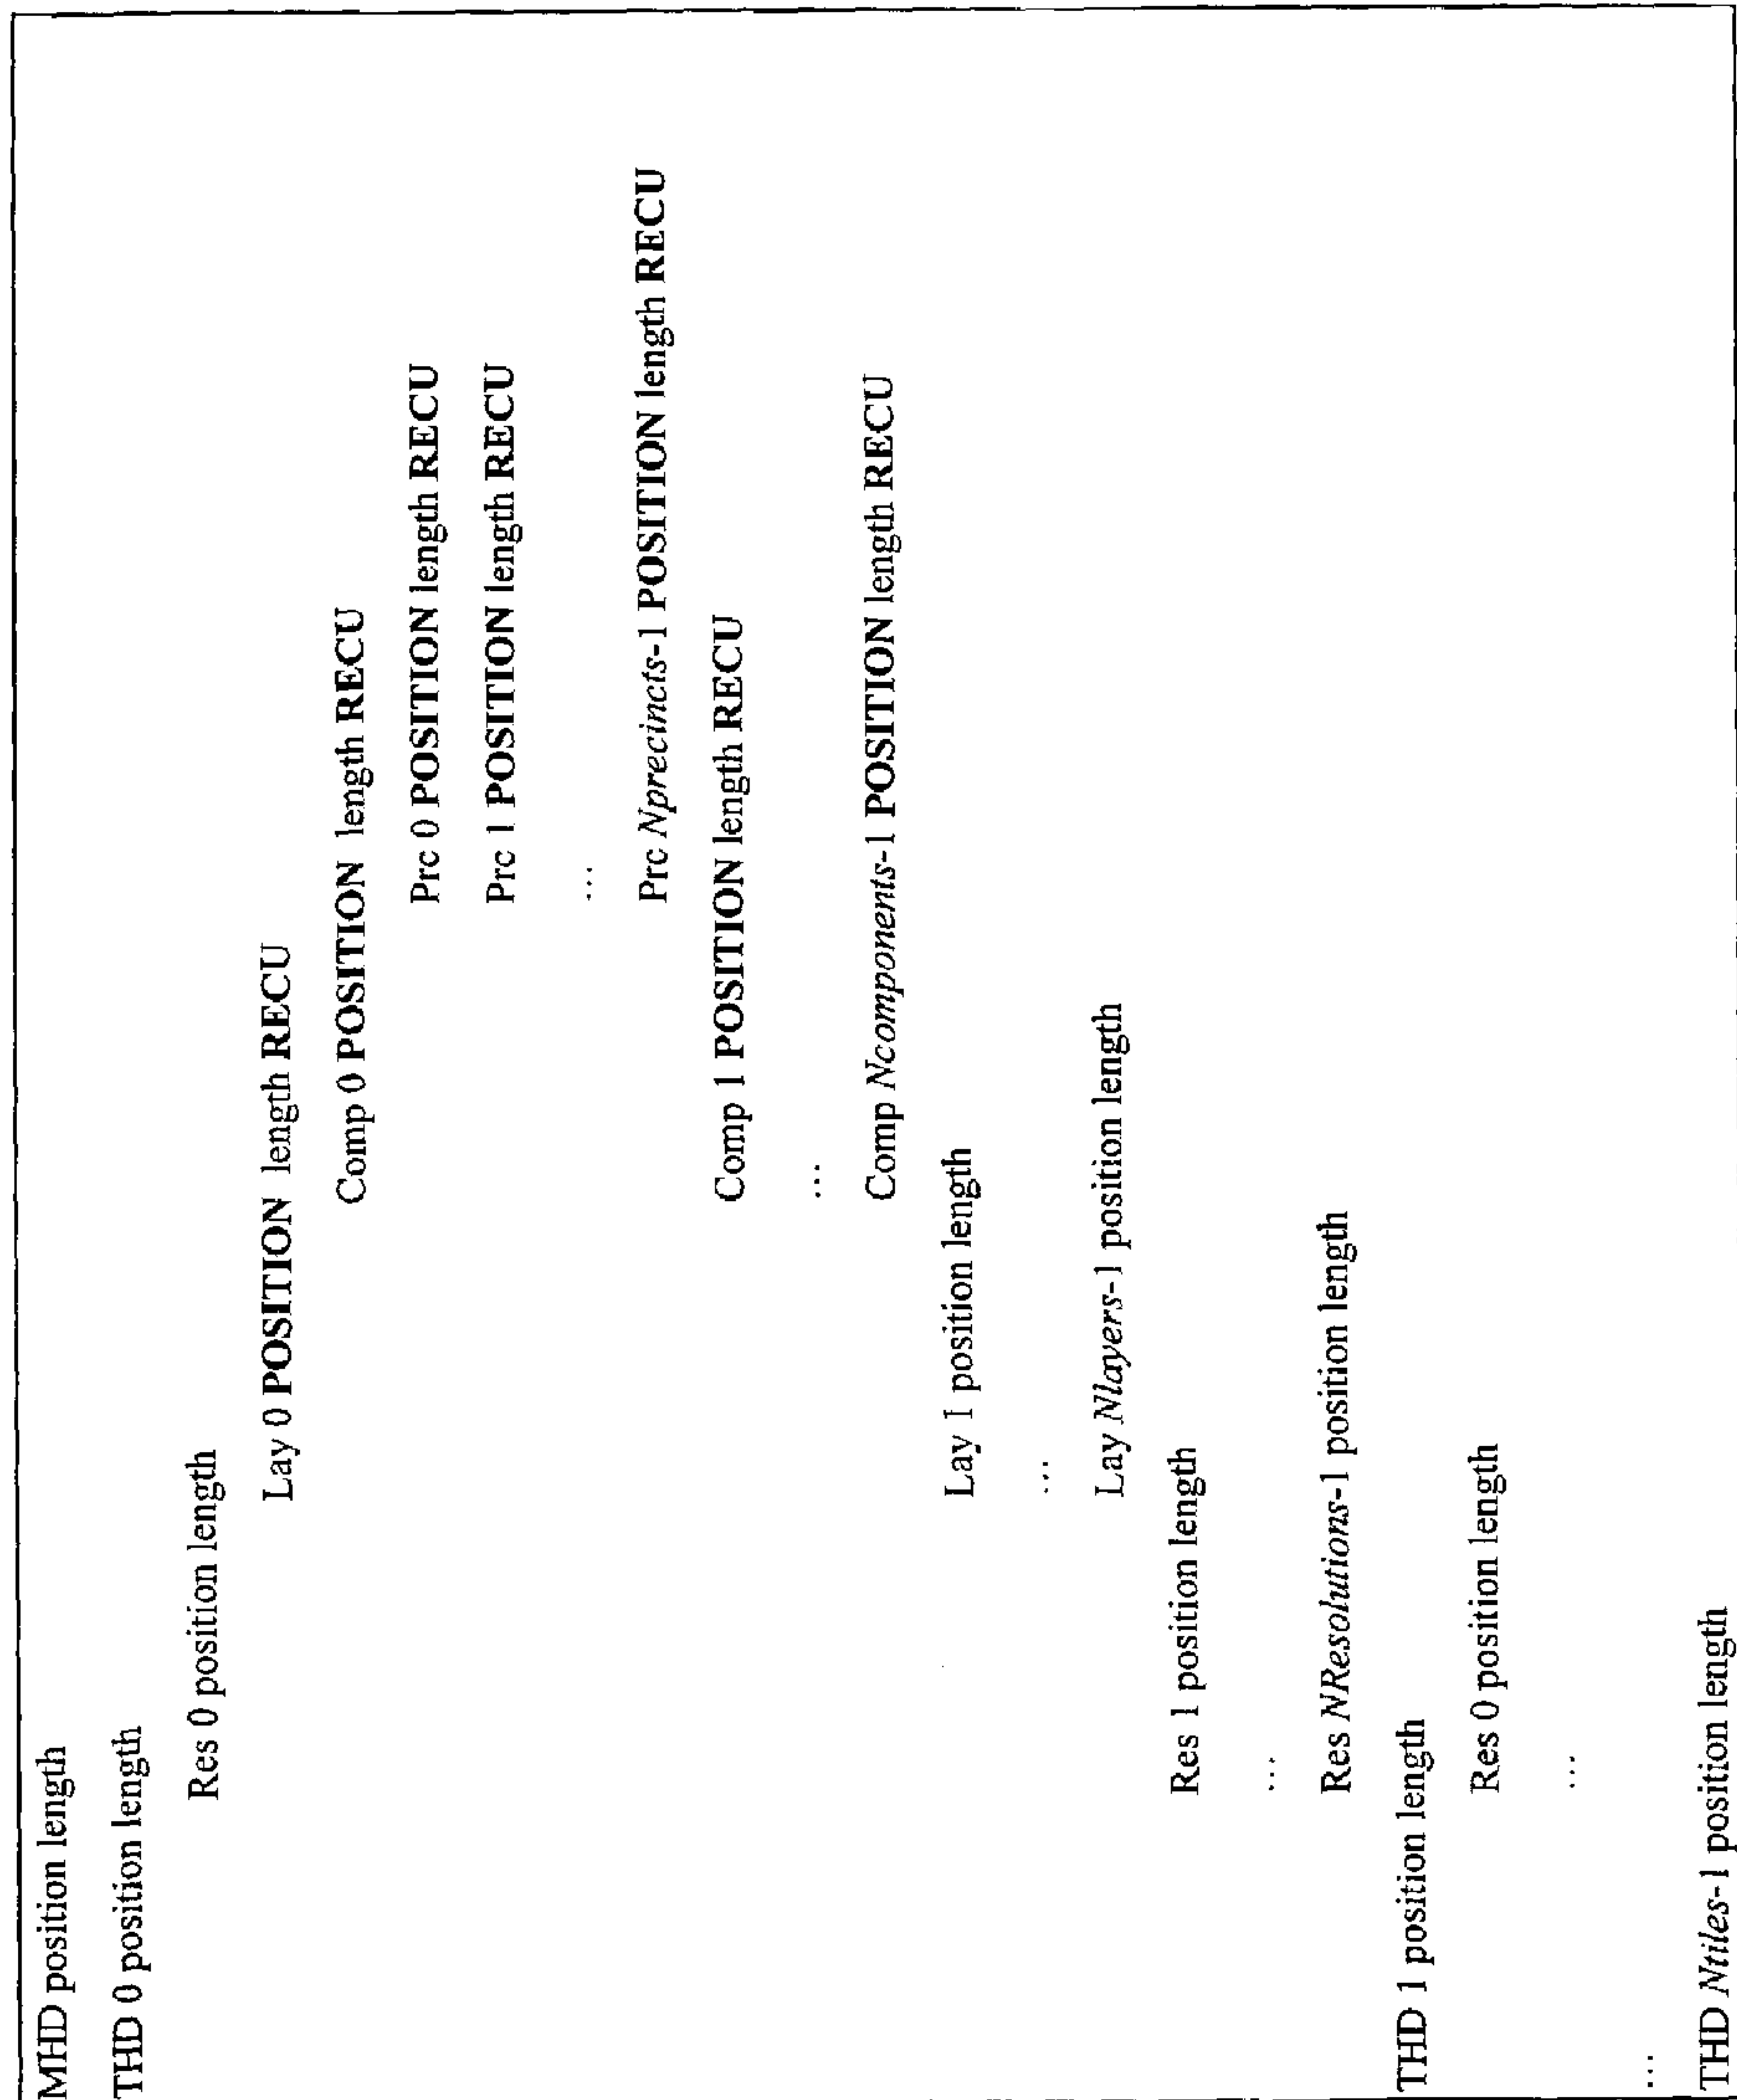 MHD position length
THD 0 position length
Res 0 position length
Lay 0 POSITION length RECU
Comp 0 POSITION length RECU
Prc 0 POSITION length RECU
Prc 1 POSITION length RECU
...
Prc Nprecincts-1 POSITION length RECU
Comp 1 POSITION length RECU
...
Comp Ncomponents-1 POSITION length RECU
Lay 1 position length
...
Lay Nlayers-1 position length
Res 1 position length
...
Res NResolutions-1 position length
THD 1 position length
Res 0 position length
...
...
THD Ntiles-1 position length